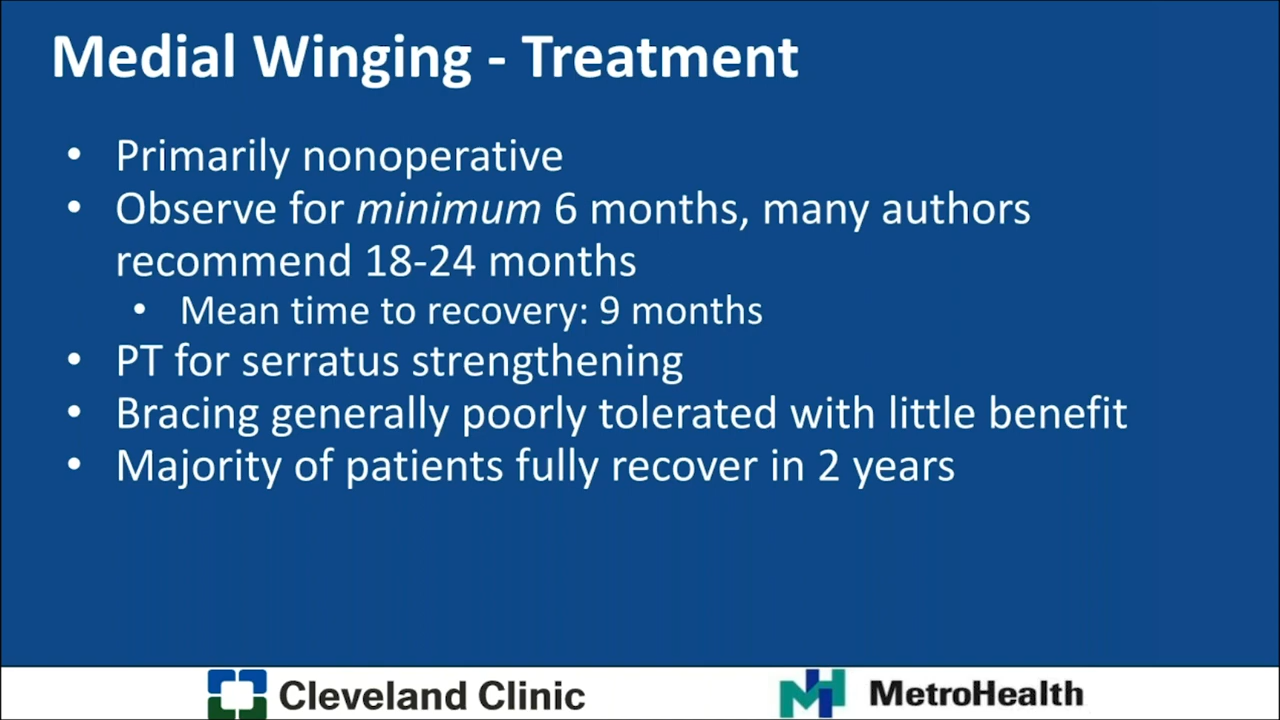 Medial Winging - Treatment
• Primarily nonoperative
• Observe for minimum 6 months, many authors
recommend 18-24 months
• Mean time to recovery: 9 months
• PT for serratus strengthening
• Bracing generally poorly tolerated with little benefit
• Majority of patients fully recover in 2 years
Cleveland Clinic
MetroHealth